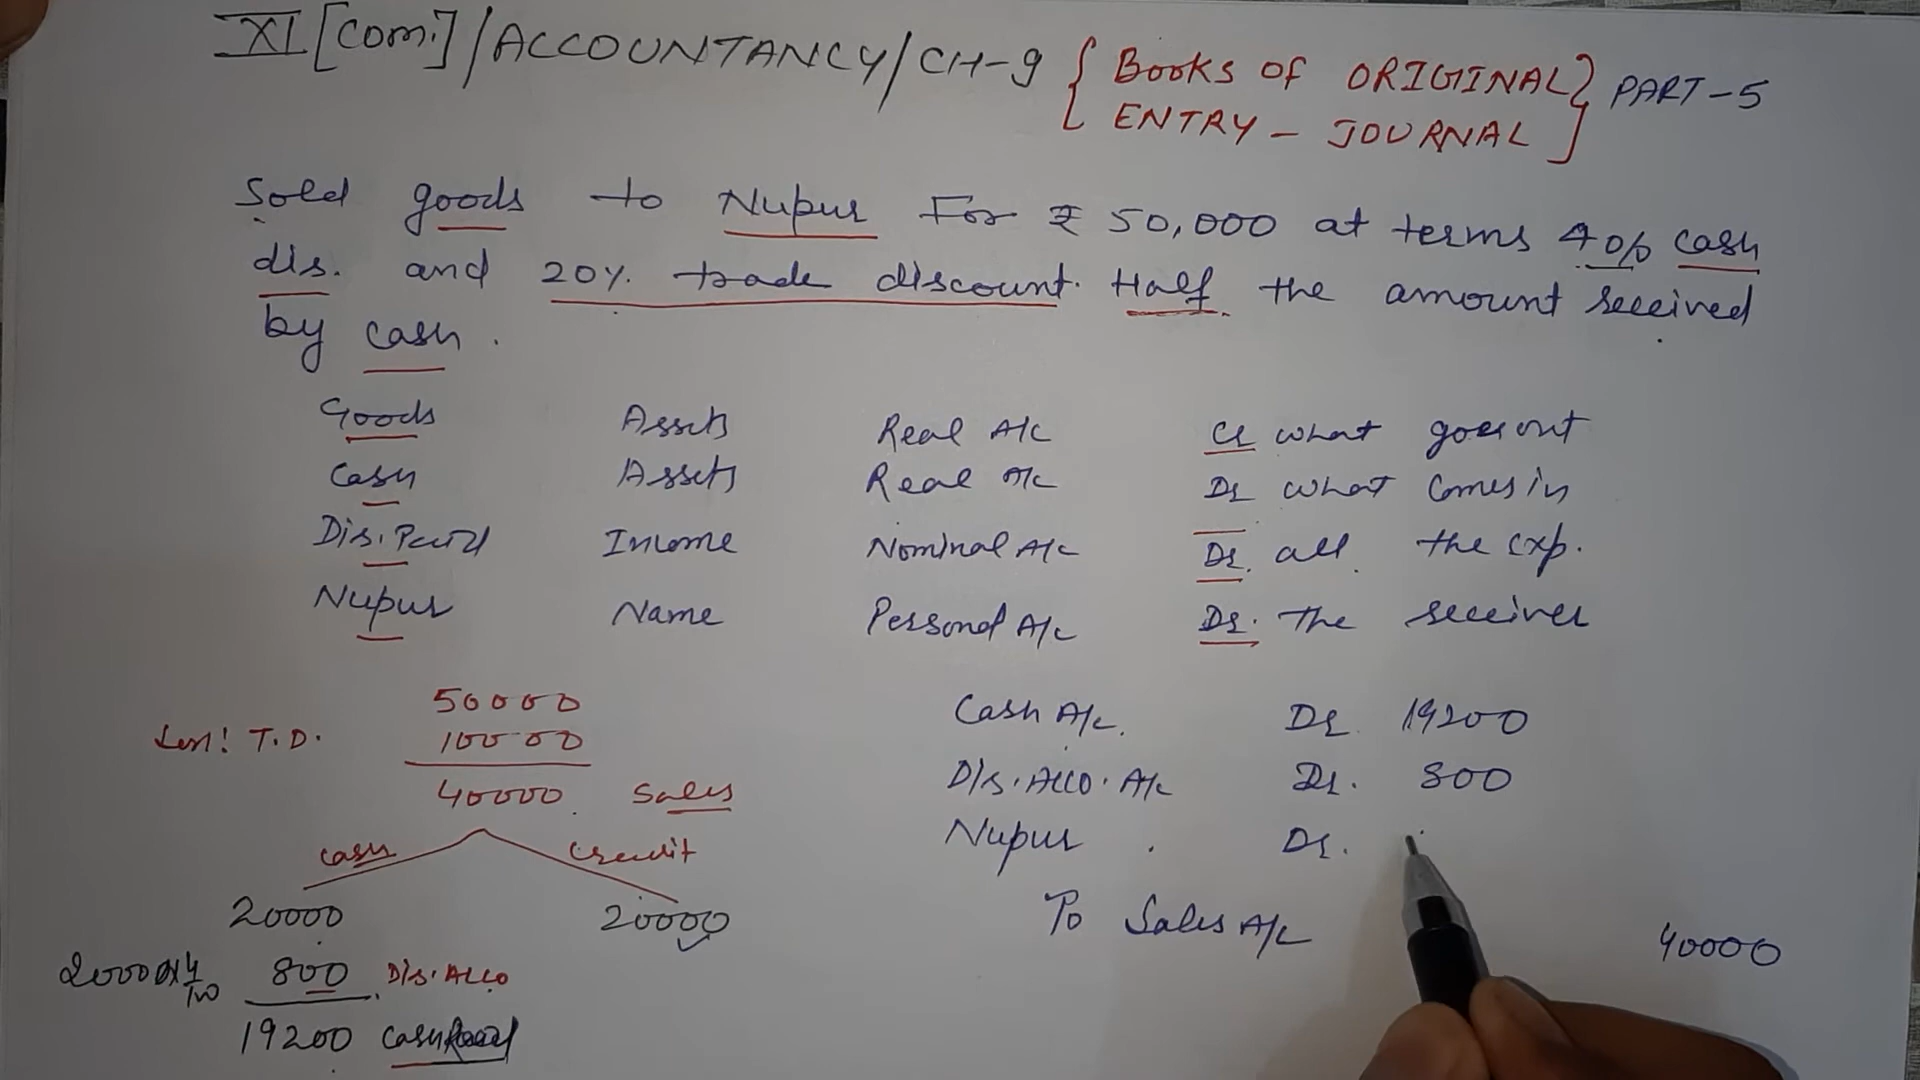 XI [Com.] / ACCOUNTANCY / CH-9 { Books of ORIGINAL ENTRY - JOURNAL } PART-5
Sold goods to Nupur For ₹ 50,000 at terms 4% cash
dis. and 20% trade discount. Half the amount received
by cash.
Goods Assets Real A/c Cr what goes out
Cash Assets Real A/c Dr what comes in
Dis. Income Nominal A/c Dr. all the exp.
Nupur Name Personal A/c Dr. the receiver
50000
Less: T.D. 10000
40000 Sales
cash credit
20000 20000
20000x4/100 800 Dis. Allo
19200 Cash
Cash A/c. Dr 19200
Dis. Allo. A/c Dr. 800
Nupur Dr.
To Sales A/c 40000